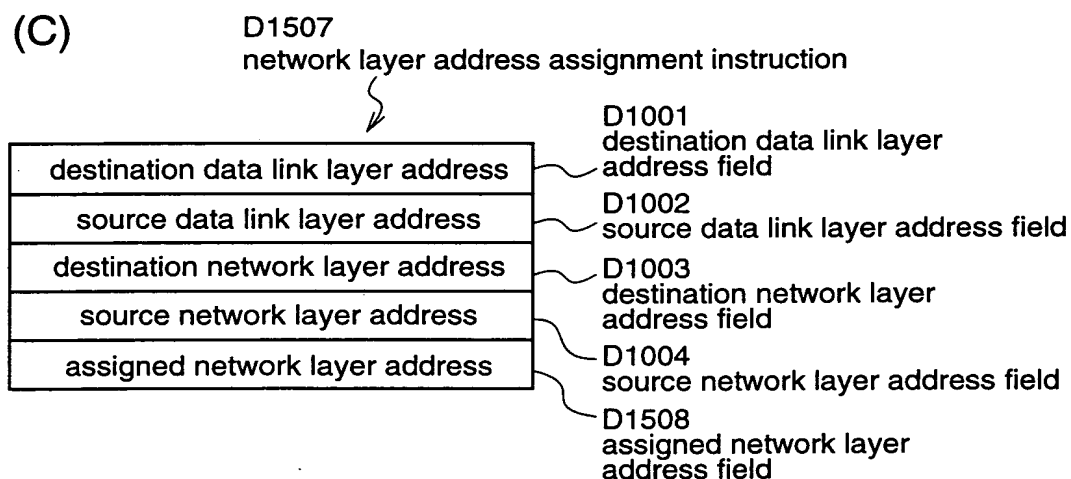 (C)
D1507
network layer address assignment instruction
destination data link layer address
D1001
destination data link layer
address field
source data link layer address
D1002
source data link layer address field
destination network layer address
D1003
destination network layer
address field
source network layer address
D1004
source network layer address field
assigned network layer address
D1508
assigned network layer
address field